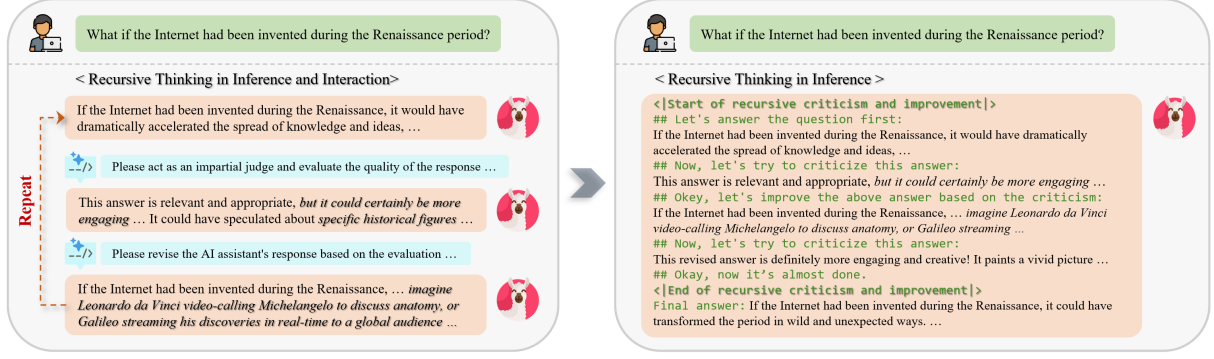 What if the Internet had been invented during the Renaissance period?
< Recursive Thinking in Inference and Interaction>
If the Internet had been invented during the Renaissance, it would have
dramatically accelerated the spread of knowledge and ideas, …
Please act as an impartial judge and evaluate the quality of the response …
This answer is relevant and appropriate, but it could certainly be more
engaging … It could have speculated about specific historical figures …
Please revise the AI assistant's response based on the evaluation …
If the Internet had been invented during the Renaissance, … imagine
Leonardo da Vinci video-calling Michelangelo to discuss anatomy, or
Galileo streaming his discoveries in real-time to a global audience …
Repeat
What if the Internet had been invented during the Renaissance period?
< Recursive Thinking in Inference >
<|Start of recursive criticism and improvement|>
## Let's answer the question first:
If the Internet had been invented during the Renaissance, it would have dramatically
accelerated the spread of knowledge and ideas, …
## Now, let's try to criticize this answer:
This answer is relevant and appropriate, but it could certainly be more engaging …
## Okey, let's improve the above answer based on the criticism:
If the Internet had been invented during the Renaissance, … imagine Leonardo da Vinci
video-calling Michelangelo to discuss anatomy, or Galileo streaming …
## Now, let's try to criticize this answer:
This revised answer is definitely more engaging and creative! It paints a vivid picture …
## Okay, now it's almost done.
<|End of recursive criticism and improvement|>
Final answer: If the Internet had been invented during the Renaissance, it could have
transformed the period in wild and unexpected ways. …